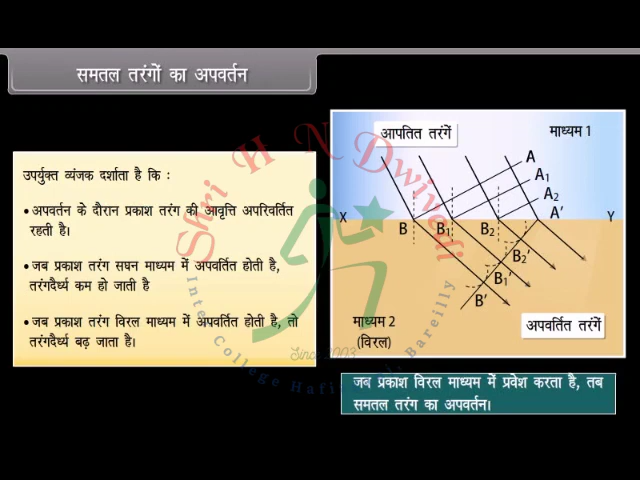 समतल तरंगों का अपवर्तन
उपर्युक्त व्यंजक दर्शाता है कि :
• अपवर्तन के दौरान प्रकाश तरंग की आवृत्ति अपरिवर्तित
रहती है।
• जब प्रकाश तरंग सघन माध्यम में अपवर्तित होती है,
तरंगदैर्ध्य कम हो जाती है
• जब प्रकाश तरंग विरल माध्यम में अपवर्तित होती है, तो
तरंगदैर्ध्य बढ़ जाता है।
आपतित तरंगें
माध्यम 1
A
A1
A2
A'
X
B
B1
B2
Y
B2'
B1'
B'
माध्यम 2
(विरल)
अपवर्तित तरंगें
जब प्रकाश विरल माध्यम में प्रवेश करता है, तब
समतल तरंग का अपवर्तन।
Shri H N Dwivedi
Inter College
Bareilly
Since 2003